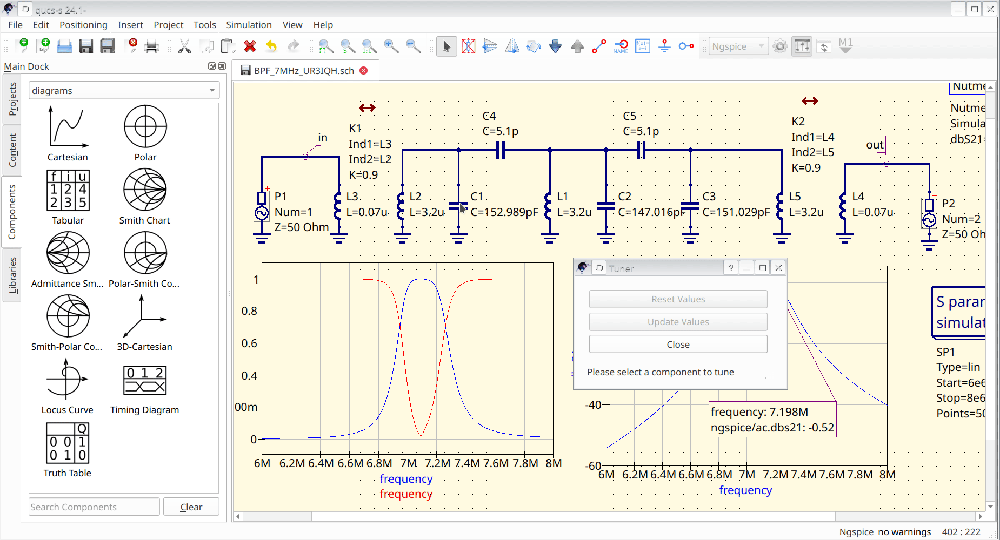 qucs-s 24.1-
File Edit Positioning Insert Project Tools Simulation View Help
txt S 1:1 NAME f(u)= u+i Ngspice M1
Main Dock
BPF_7MHz_UR3IQH.sch
Projects
Content
Components
Libraries
diagrams
Cartesian Polar
f i u
1 2 4
2 3 5
Tabular Smith Chart
Admittance Sm... Polar-Smith Co...
Smith-Polar Co... 3D-Cartesian
0 1 2
Locus Curve Timing Diagram
Q
0 0 1
0 1 0
Truth Table
Search Components Clear
in
K1
Ind1=L3
Ind2=L2
K=0.9
C4
C=5.1p
C5
C=5.1p
K2
Ind1=L4
Ind2=L5
K=0.9
out
Nutme
Nutme
Simula
dbS21=
P1
Num=1
Z=50 Ohm
L3
L=0.07u
L2
L=3.2u
C1
C=152.989pF
L1
L=3.2u
C2
C=147.016pF
C3
C=151.029pF
L5
L=3.2u
L4
L=0.07u
P2
Num=2
Z=50 Oh
1
0.8
0.6
0.4
00m
0
6M 6.2M 6.4M 6.6M 6.8M 7M 7.2M 7.4M 7.6M 7.8M 8M
frequency
frequency
Tuner
?
Reset Values
Update Values
Close
Please select a component to tune
-40
-60
6M 6.2M 6.4M 6.6M 6.8M 7M 7.2M 7.4M 7.6M 7.8M 8M
frequency
frequency: 7.198M
ngspice/ac.dbs21: -0.52
S parar
simulat
SP1
Type=lin
Start=6e6
Stop=8e6
Points=50
Ngspice no warnings 402 : 222